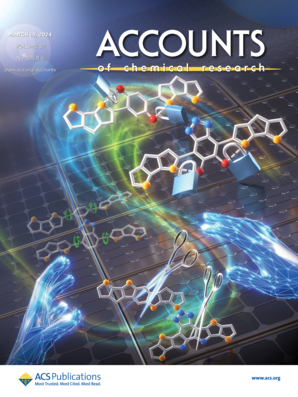 ACCOUNTS
of chemical research
ACS Publications
Most Trusted. Most Cited. Most Read.
www.acs.org